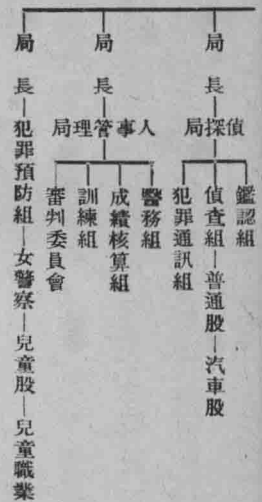 局長
偵探局
鑑認組
偵查組—普通股—汽車股
犯罪通訊組
局長
人事管理局
醫務組
成績核算組
訓練組
審判委員會
局長—犯罪預防組—女警察—兒童股—兒童職業